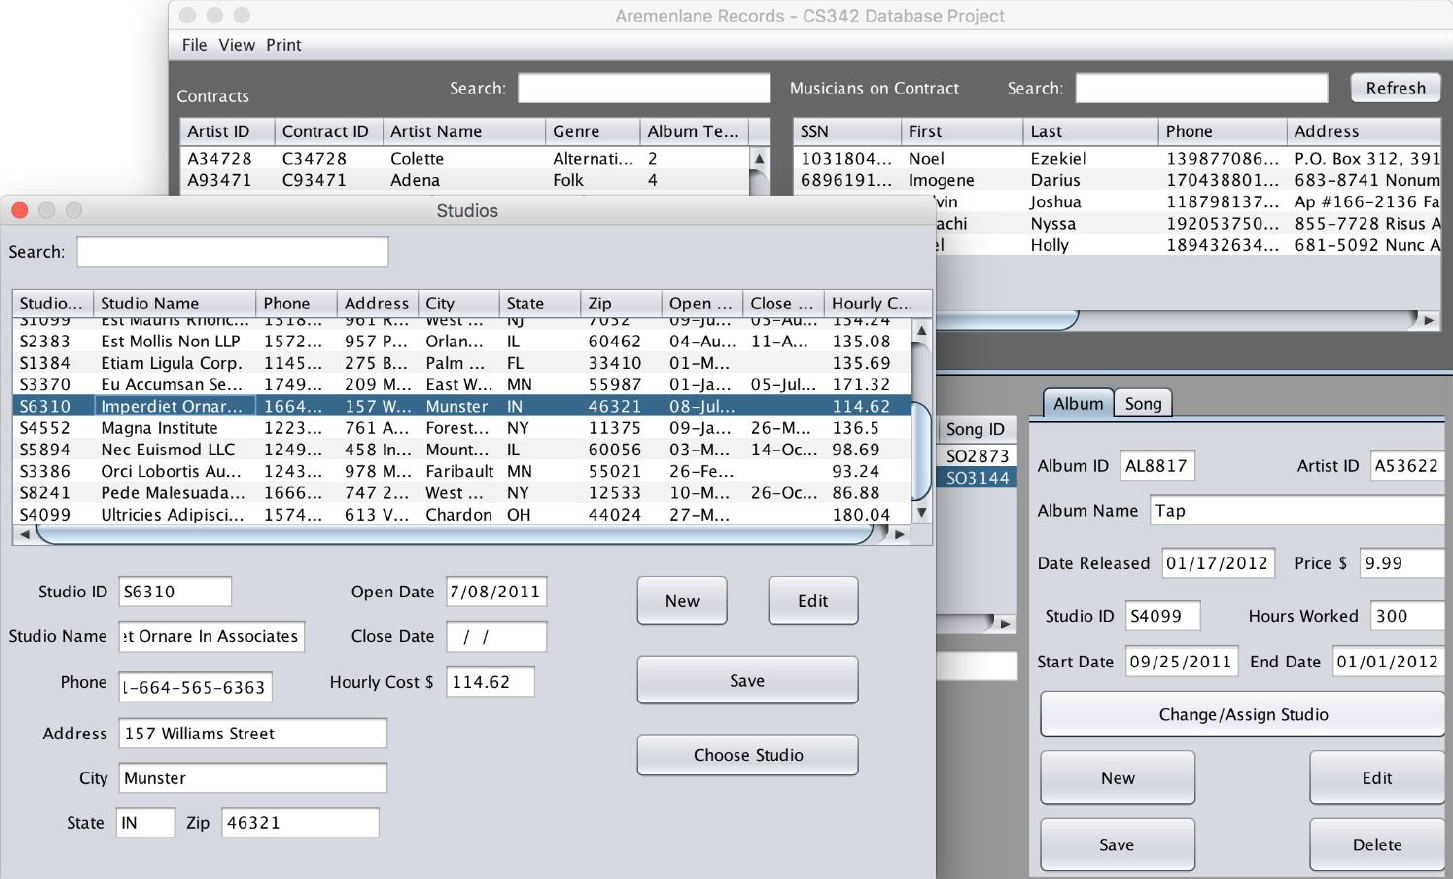 Aremenlane Records - CS342 Database Project
File View Print
Contracts Search: Musicians on Contract Search: Refresh
Artist ID Contract ID Artist Name Genre Album Te... SSN First Last Phone Address
A34728 C34728 Colette Alternati... 2 1031804... Noel Ezekiel 139877086... P.O. Box 312, 391
A93471 C93471 Adena Folk 4 6896191... Imogene Darius 170438801... 683-8741 Nonum
Joshua 118798137... Ap #166-2136 Fa
Nyssa 192053750... 855-7728 Risus A
Holly 189432634... 681-5092 Nunc A
Studios
Search:
Studio... Studio Name Phone Address City State Zip Open ... Close ... Hourly C...
S1099 Est Mauris Rhonc... 1518... 961 R... West ... NJ 7052 09-Ju... 05-Au... 154.24
S2383 Est Mollis Non LLP 1572... 957 P... Orlan... IL 60462 04-Au... 11-A... 135.08
S1384 Etiam Ligula Corp. 1145... 275 B... Palm ... FL 33410 01-M... 135.69
S3370 Eu Accumsan Se... 1749... 209 M... East W... MN 55987 01-Ja... 05-Jul... 171.32
S6310 Imperdiet Ornar... 1664... 157 W... Munster IN 46321 08-Jul... 114.62
S4552 Magna Institute 1223... 761 A... Forest... NY 11375 09-Ja... 26-M... 136.5
S5894 Nec Euismod LLC 1249... 458 In... Mount... IL 60056 03-M... 14-Oc... 98.69
S3386 Orci Lobortis Au... 1243... 978 M... Faribault MN 55021 26-Fe... 93.24
S8241 Pede Malesuada... 1666... 747 2... West ... NY 12533 10-M... 26-Oc... 86.88
S4099 Ultricies Adipisci... 1574... 613 V... Chardon OH 44024 27-M... 180.04
Studio ID S6310 Open Date 7/08/2011 New Edit
Studio Name et Ornare In Associates Close Date / /
Phone 1-664-565-6363 Hourly Cost $ 114.62 Save
Address 157 Williams Street
Choose Studio
City Munster
State IN Zip 46321
Song ID
SO2873
SO3144
Album Song
Album ID AL8817 Artist ID A53622
Album Name Tap
Date Released 01/17/2012 Price $ 9.99
Studio ID S4099 Hours Worked 300
Start Date 09/25/2011 End Date 01/01/2012
Change/Assign Studio
New Edit
Save Delete